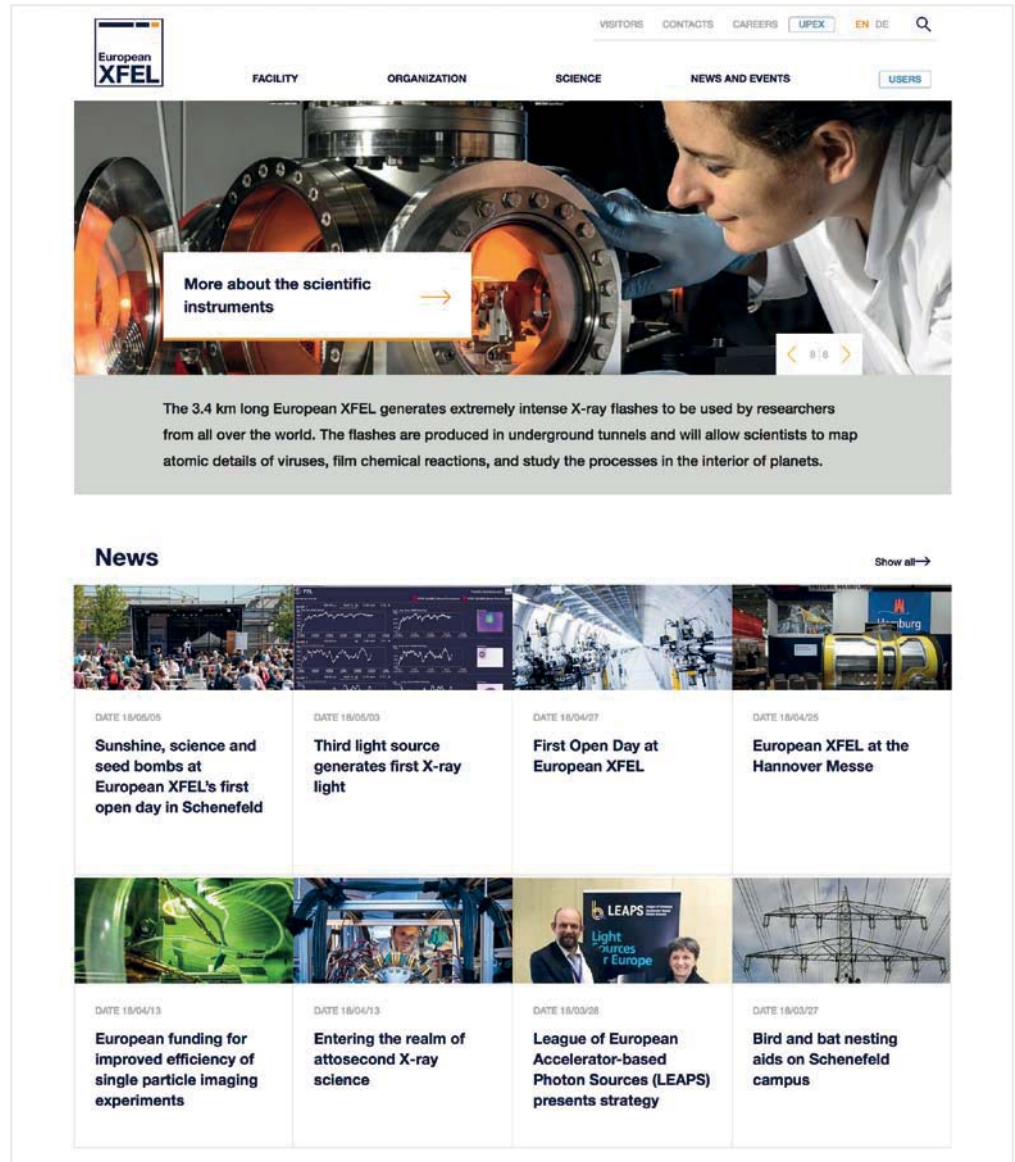 VISITORS CONTACTS CAREERS UPEX EN DE
European
XFEL
FACILITY ORGANIZATION SCIENCE NEWS AND EVENTS USERS
More about the scientific
instruments
The 3.4 km long European XFEL generates extremely intense X-ray flashes to be used by researchers
from all over the world. The flashes are produced in underground tunnels and will allow scientists to map
atomic details of viruses, film chemical reactions, and study the processes in the interior of planets.
News
Show all
Hamburg
DATE 18/05/05
Sunshine, science and
seed bombs at
European XFEL's first
open day in Schenefeld
DATE 18/05/03
Third light source
generates first X-ray
light
DATE 18/04/27
First Open Day at
European XFEL
DATE 18/04/25
European XFEL at the
Hannover Messe
LEAPS
Light
Sources
r Europe
DATE 18/04/13
European funding for
improved efficiency of
single particle imaging
experiments
DATE 18/04/13
Entering the realm of
attosecond X-ray
science
DATE 18/03/28
League of European
Accelerator-based
Photon Sources (LEAPS)
presents strategy
DATE 18/03/27
Bird and bat nesting
aids on Schenefeld
campus